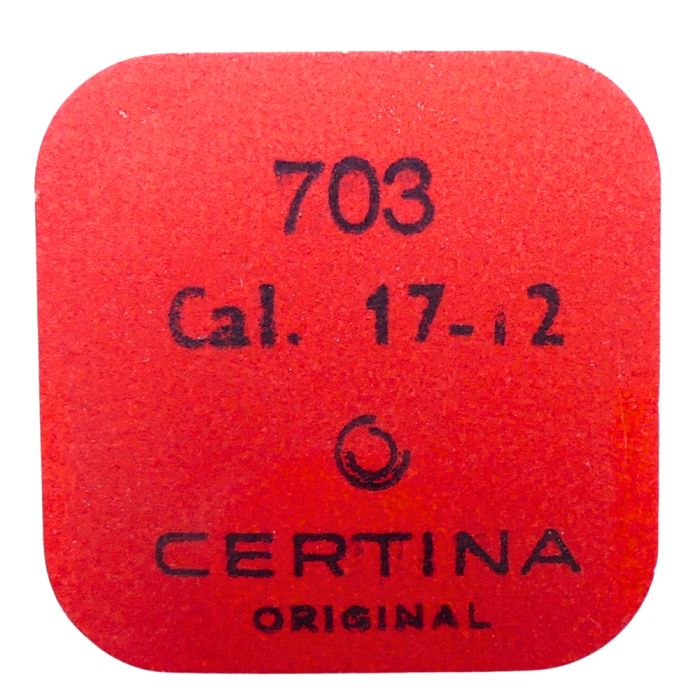 703
Cal. 17-12
CERTINA
ORIGINAL